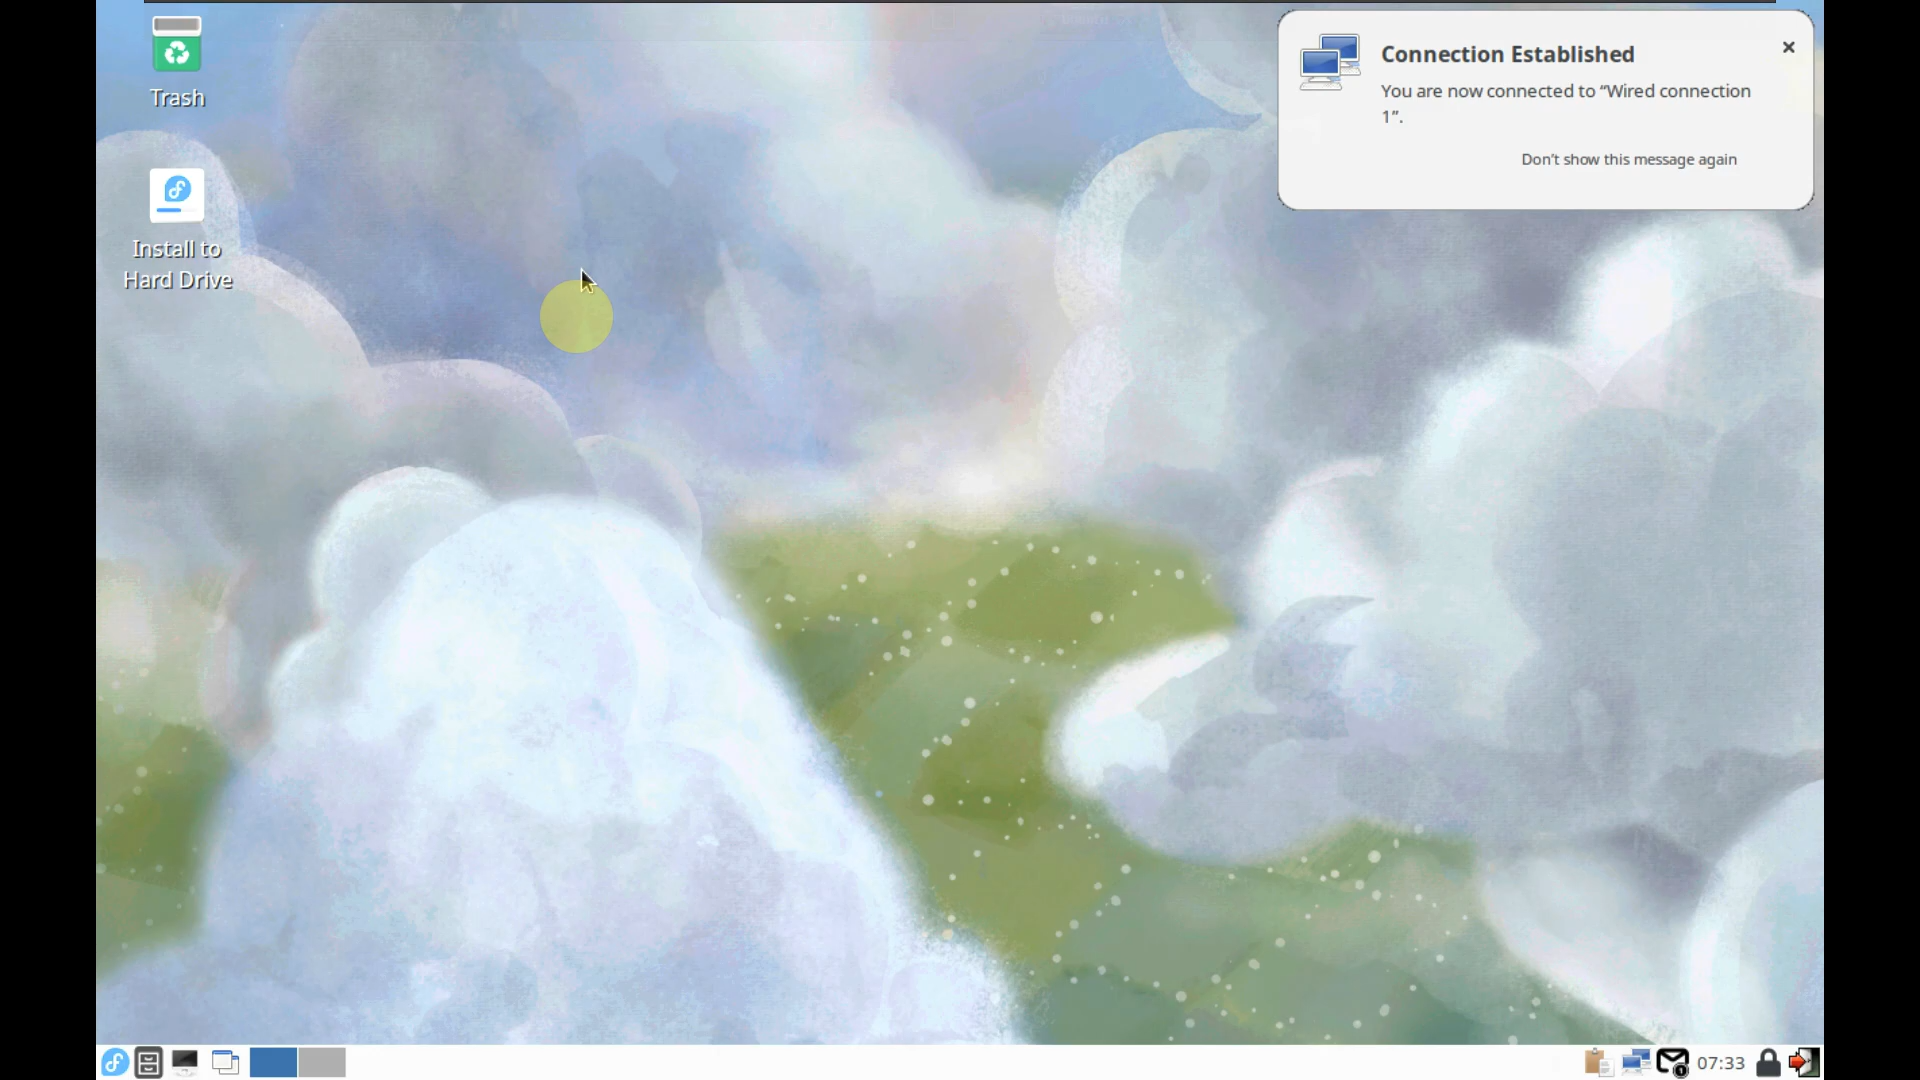 Trash
Install to
Hard Drive
Connection Established
You are now connected to “Wired connection
1”.
Don't show this message again
07:33